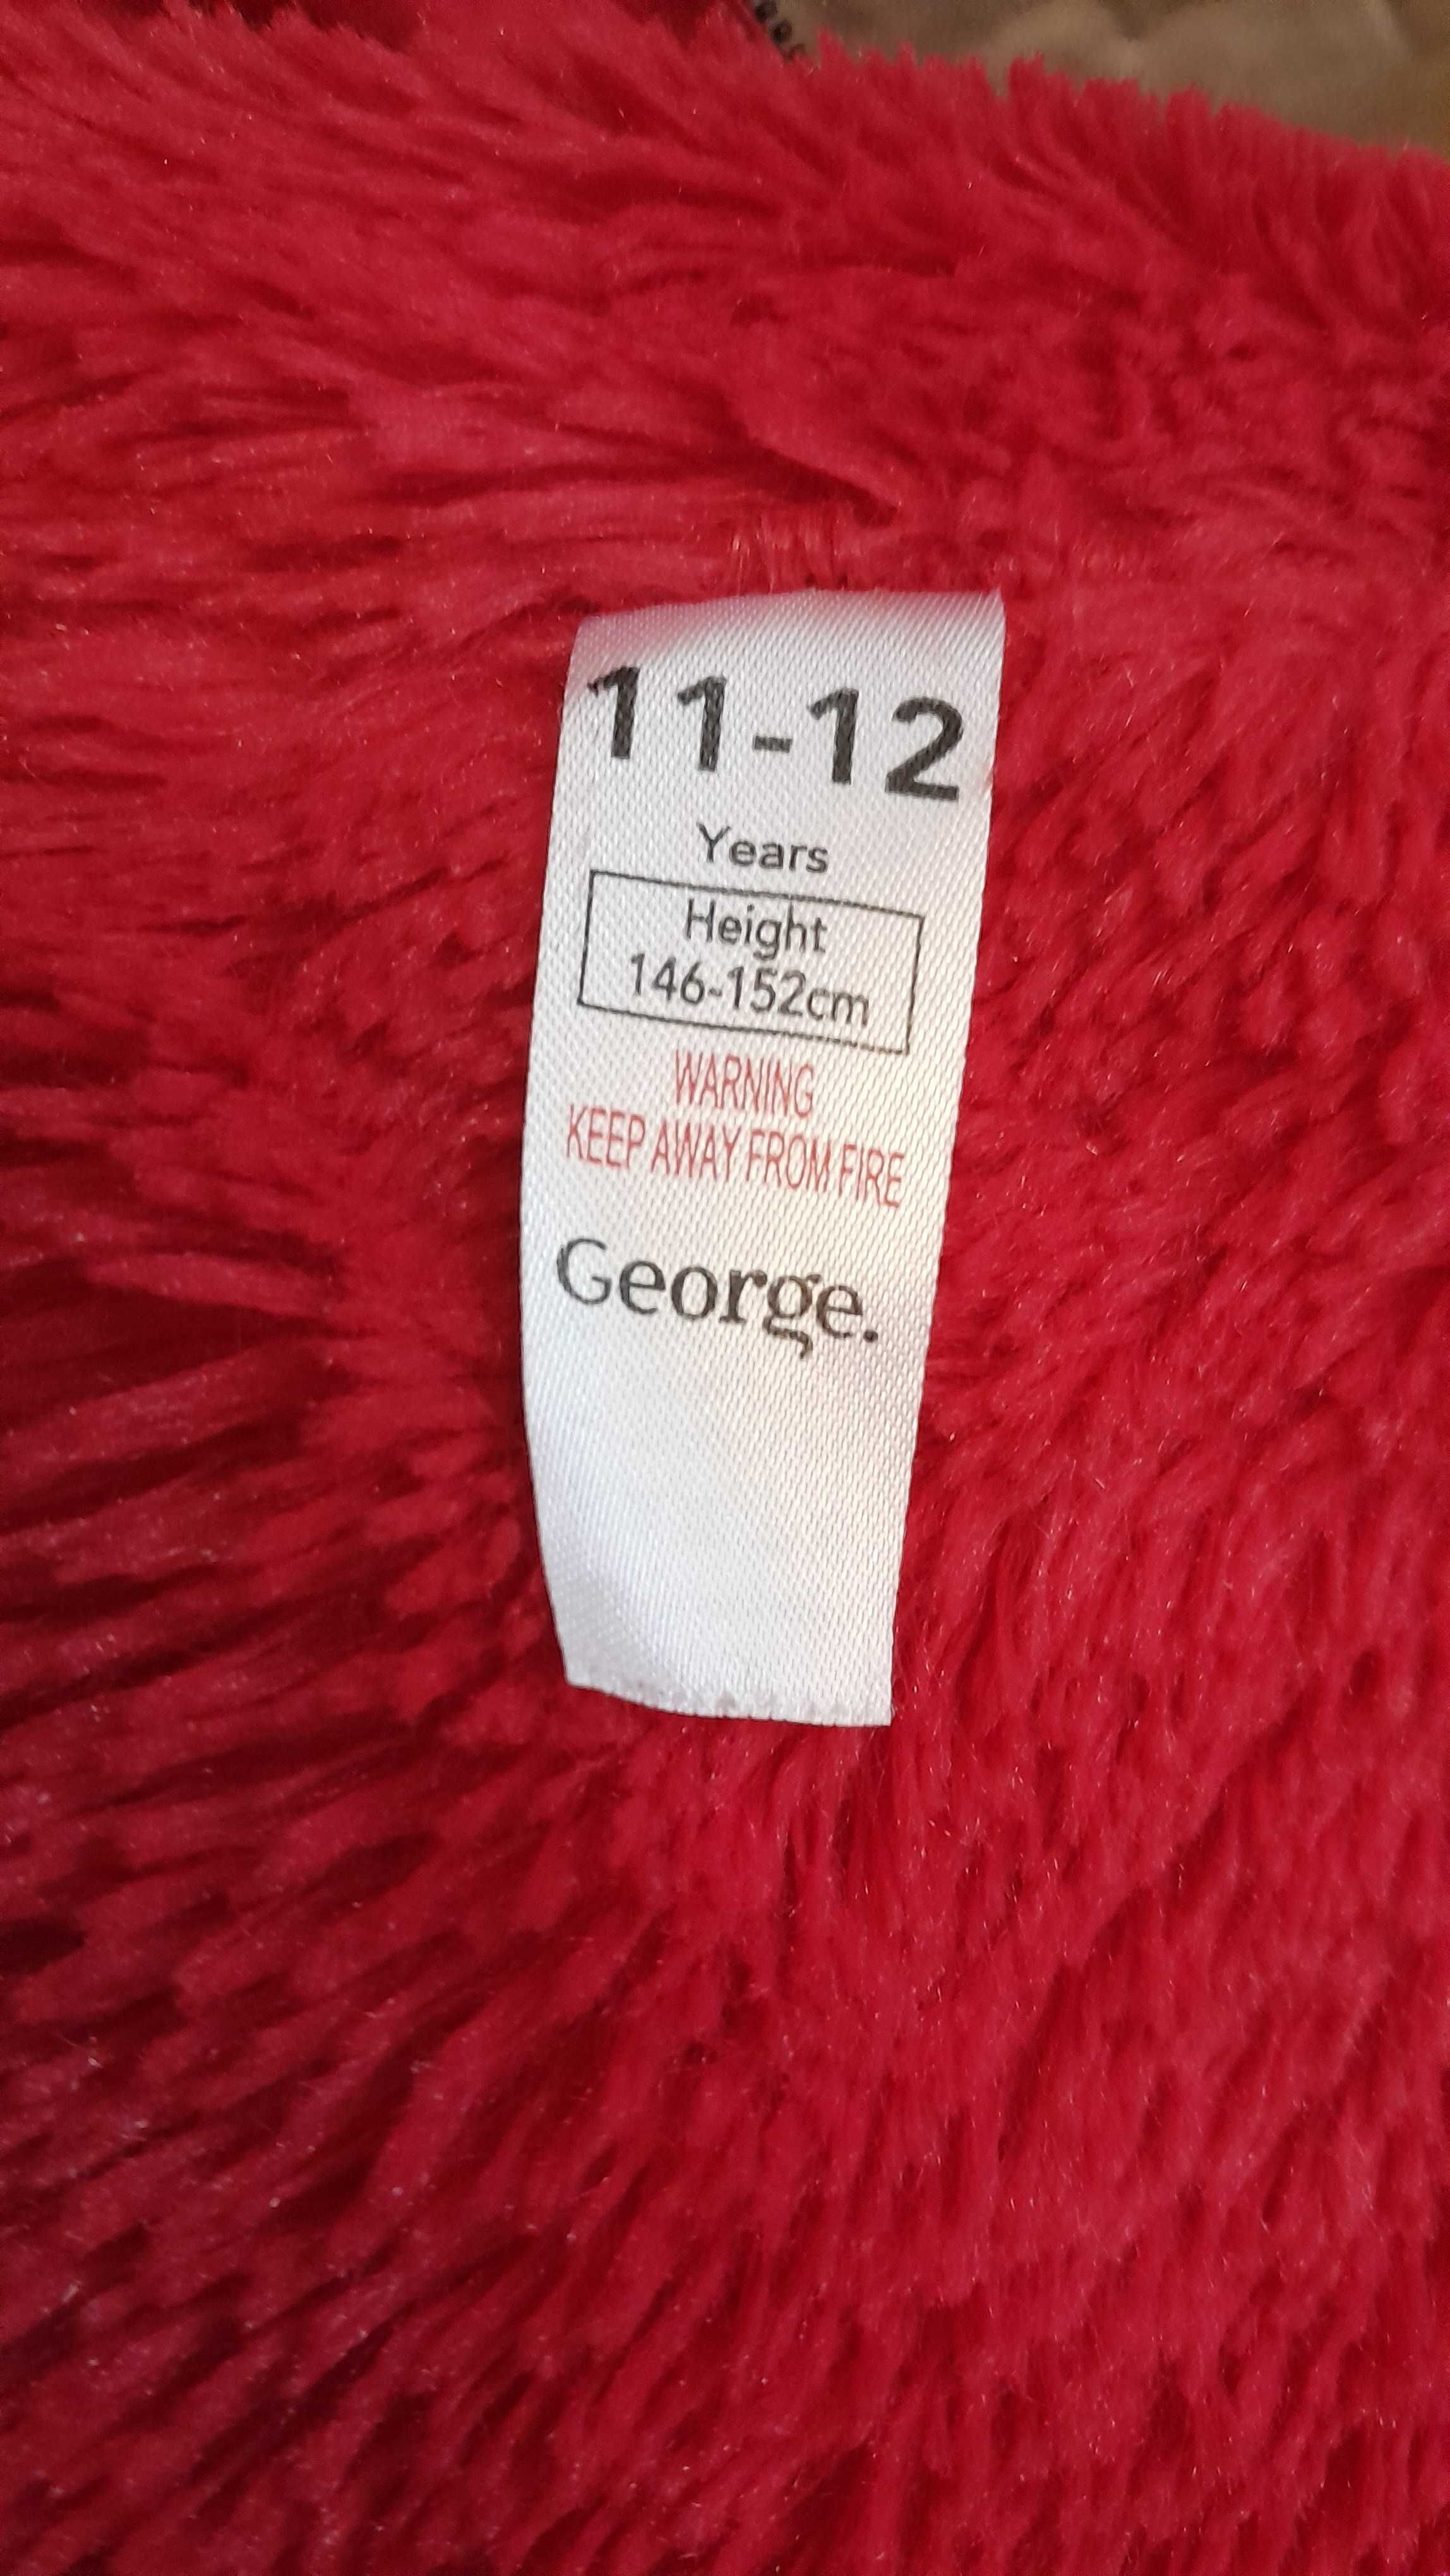 11-12
Years
Height
146-152cm
WARNING
KEEP AWAY FROM FIRE
George.